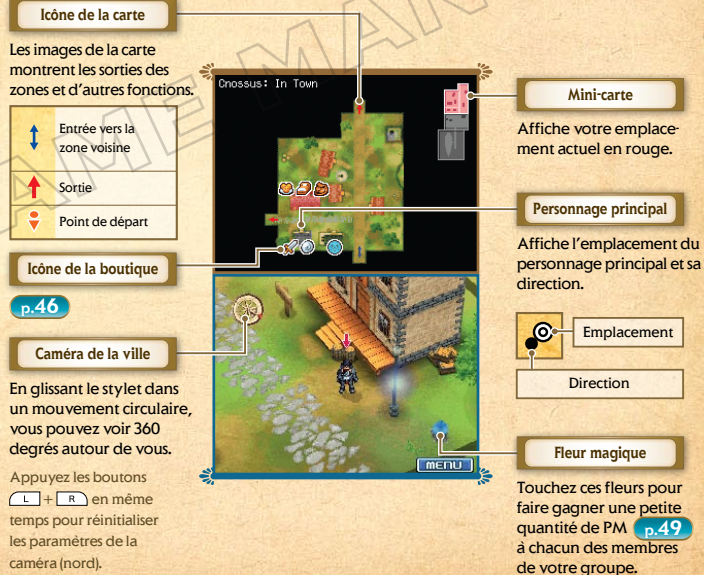 Icône de la carte
Les images de la carte
montrent les sorties des
zones et d'autres fonctions.
Entrée vers la
zone voisine
Sortie
Point de départ
Icône de la boutique
p.46
Caméra de la ville
En glissant le stylet dans
un mouvement circulaire,
vous pouvez voir 360
degrés autour de vous.
Appuyez les boutons
L + R en même
temps pour réinitialiser
les paramètres de la
caméra (nord).
Cnossus: In Town
MENU
Mini-carte
Affiche votre emplace-
ment actuel en rouge.
Personnage principal
Affiche l'emplacement du
personnage principal et sa
direction.
Emplacement
Direction
Fleur magique
Touchez ces fleurs pour
faire gagner une petite
quantité de PM p.49
à chacun des membres
de votre groupe.
AME MAN